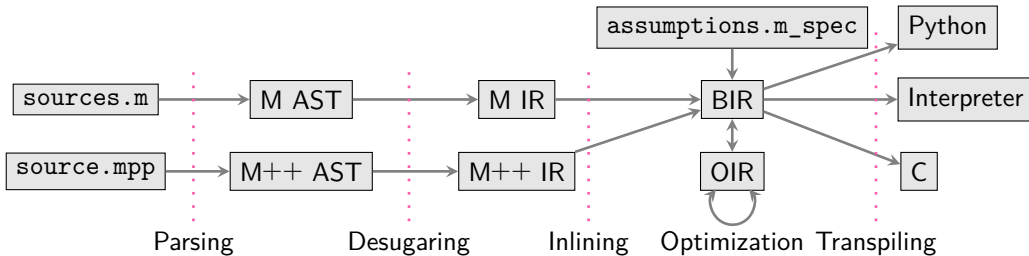 assumptions.m_spec
Python
sources.m
M AST
M IR
BIR
Interpreter
source.mpp
M++ AST
M++ IR
OIR
C
Parsing
Desugaring
Inlining
Optimization
Transpiling